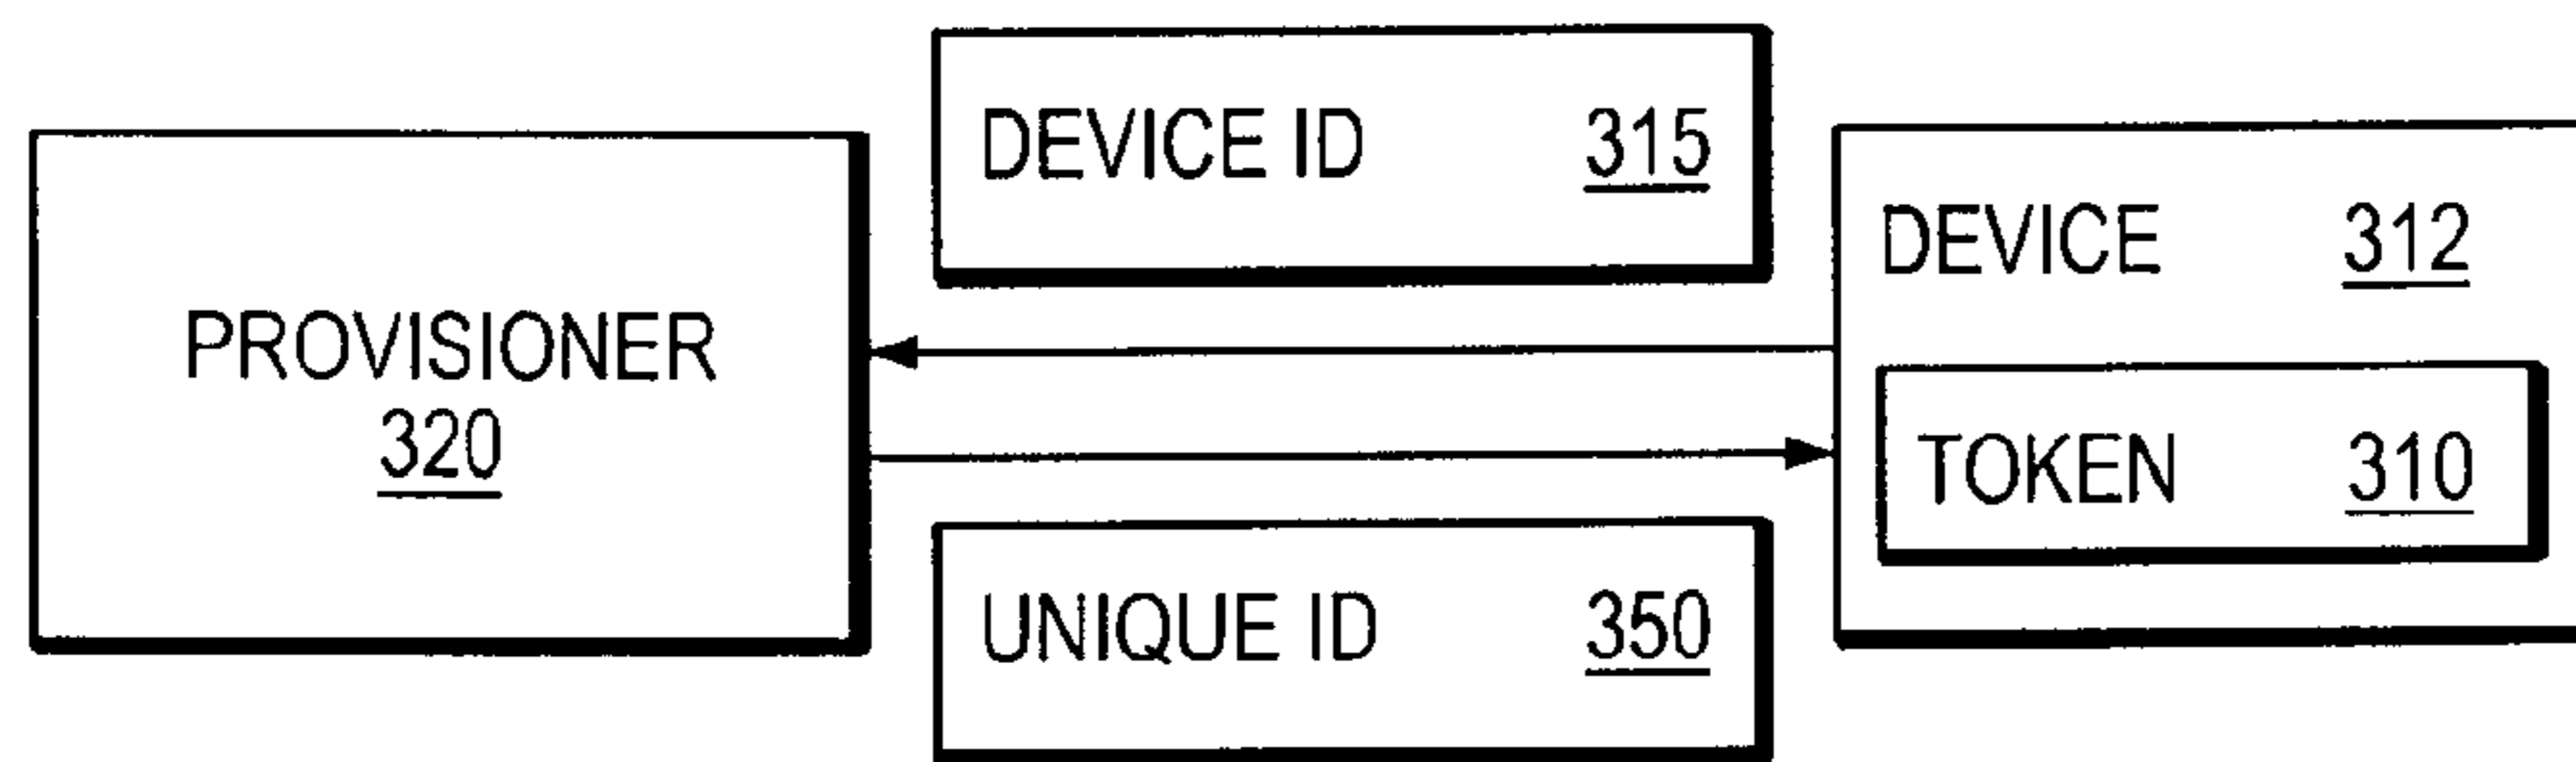 PROVISIONER
320
DEVICE ID 315
UNIQUE ID 350
DEVICE 312
TOKEN 310